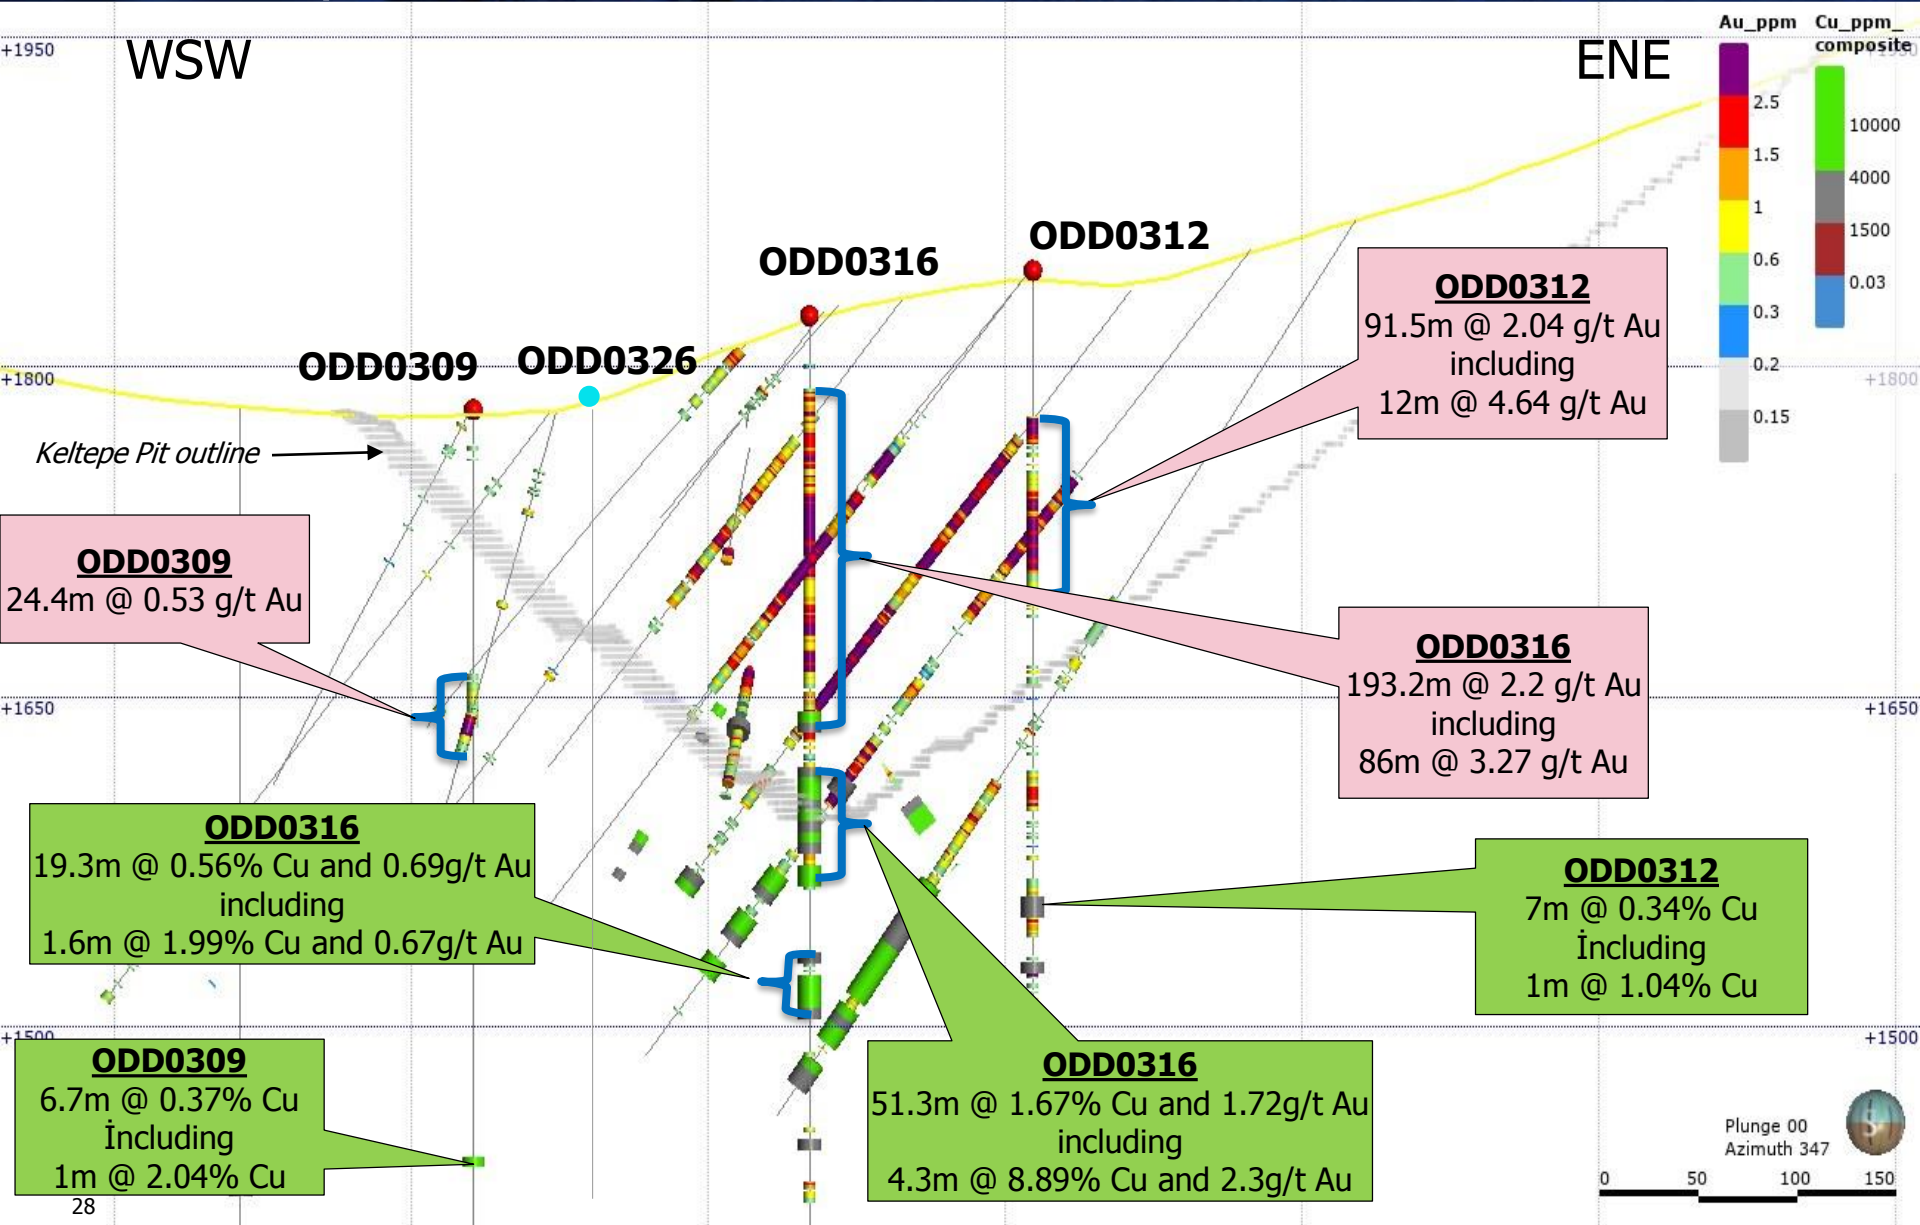 WSW
ENE
Au_ppm
Cu_ppm_
composite
2.5
1.5
1
0.6
0.3
0.2
0.15
10000
4000
1500
0.03
+1950
+1950
ODD0312
ODD0316
ODD0309
ODD0326
+1800
+1800
Keltepe Pit outline
ODD0312
91.5m @ 2.04 g/t Au
including
12m @ 4.64 g/t Au
ODD0309
24.4m @ 0.53 g/t Au
ODD0316
193.2m @ 2.2 g/t Au
including
86m @ 3.27 g/t Au
+1650
+1650
ODD0316
19.3m @ 0.56% Cu and 0.69g/t Au
including
1.6m @ 1.99% Cu and 0.67g/t Au
ODD0312
7m @ 0.34% Cu
İncluding
1m @ 1.04% Cu
+1500
+1500
ODD0309
6.7m @ 0.37% Cu
İncluding
1m @ 2.04% Cu
ODD0316
51.3m @ 1.67% Cu and 1.72g/t Au
including
4.3m @ 8.89% Cu and 2.3g/t Au
Plunge 00
Azimuth 347
S
0 50 100 150
28